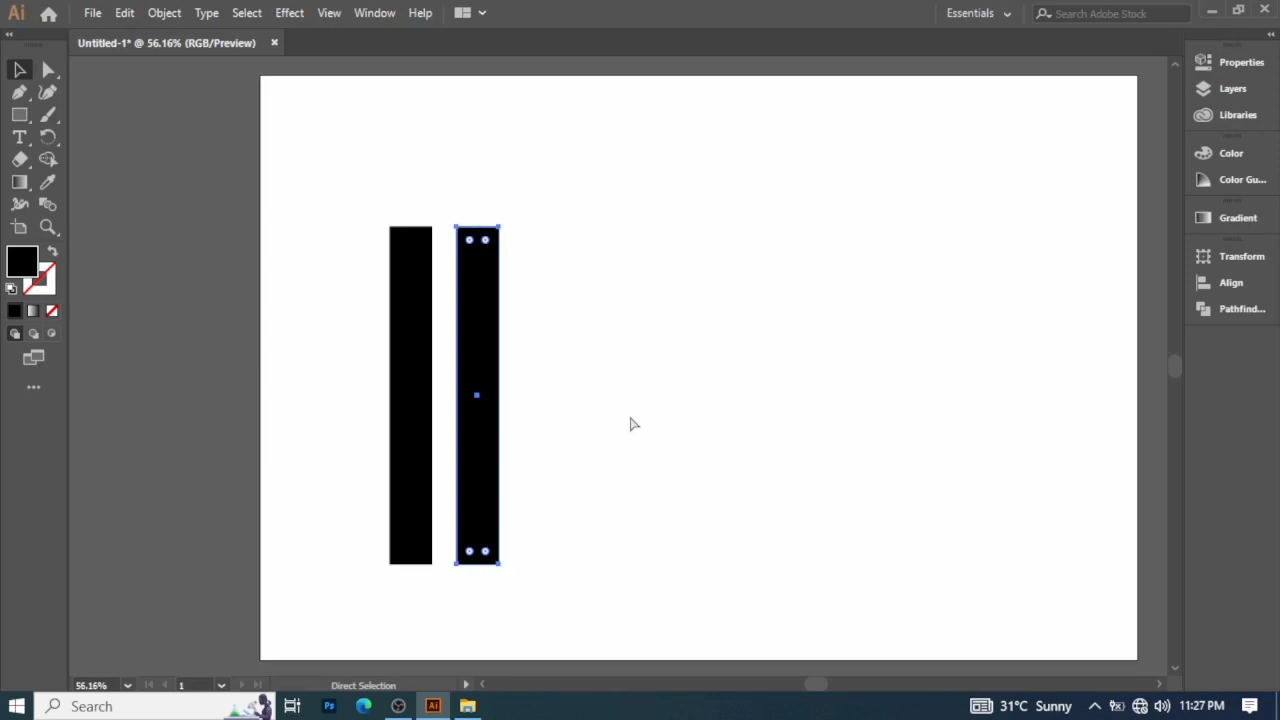 Ai File Edit Object Type Select Effect View Window Help Essentials Search Adobe Stock
Untitled-1* @ 56.16% (RGB/Preview)
Properties
Layers
Libraries
Color
Color Gu...
Gradient
Transform
Align
Pathfind...
T
56.16% 1 Direct Selection
Search Ps Ai 31°C Sunny 11:27 PM